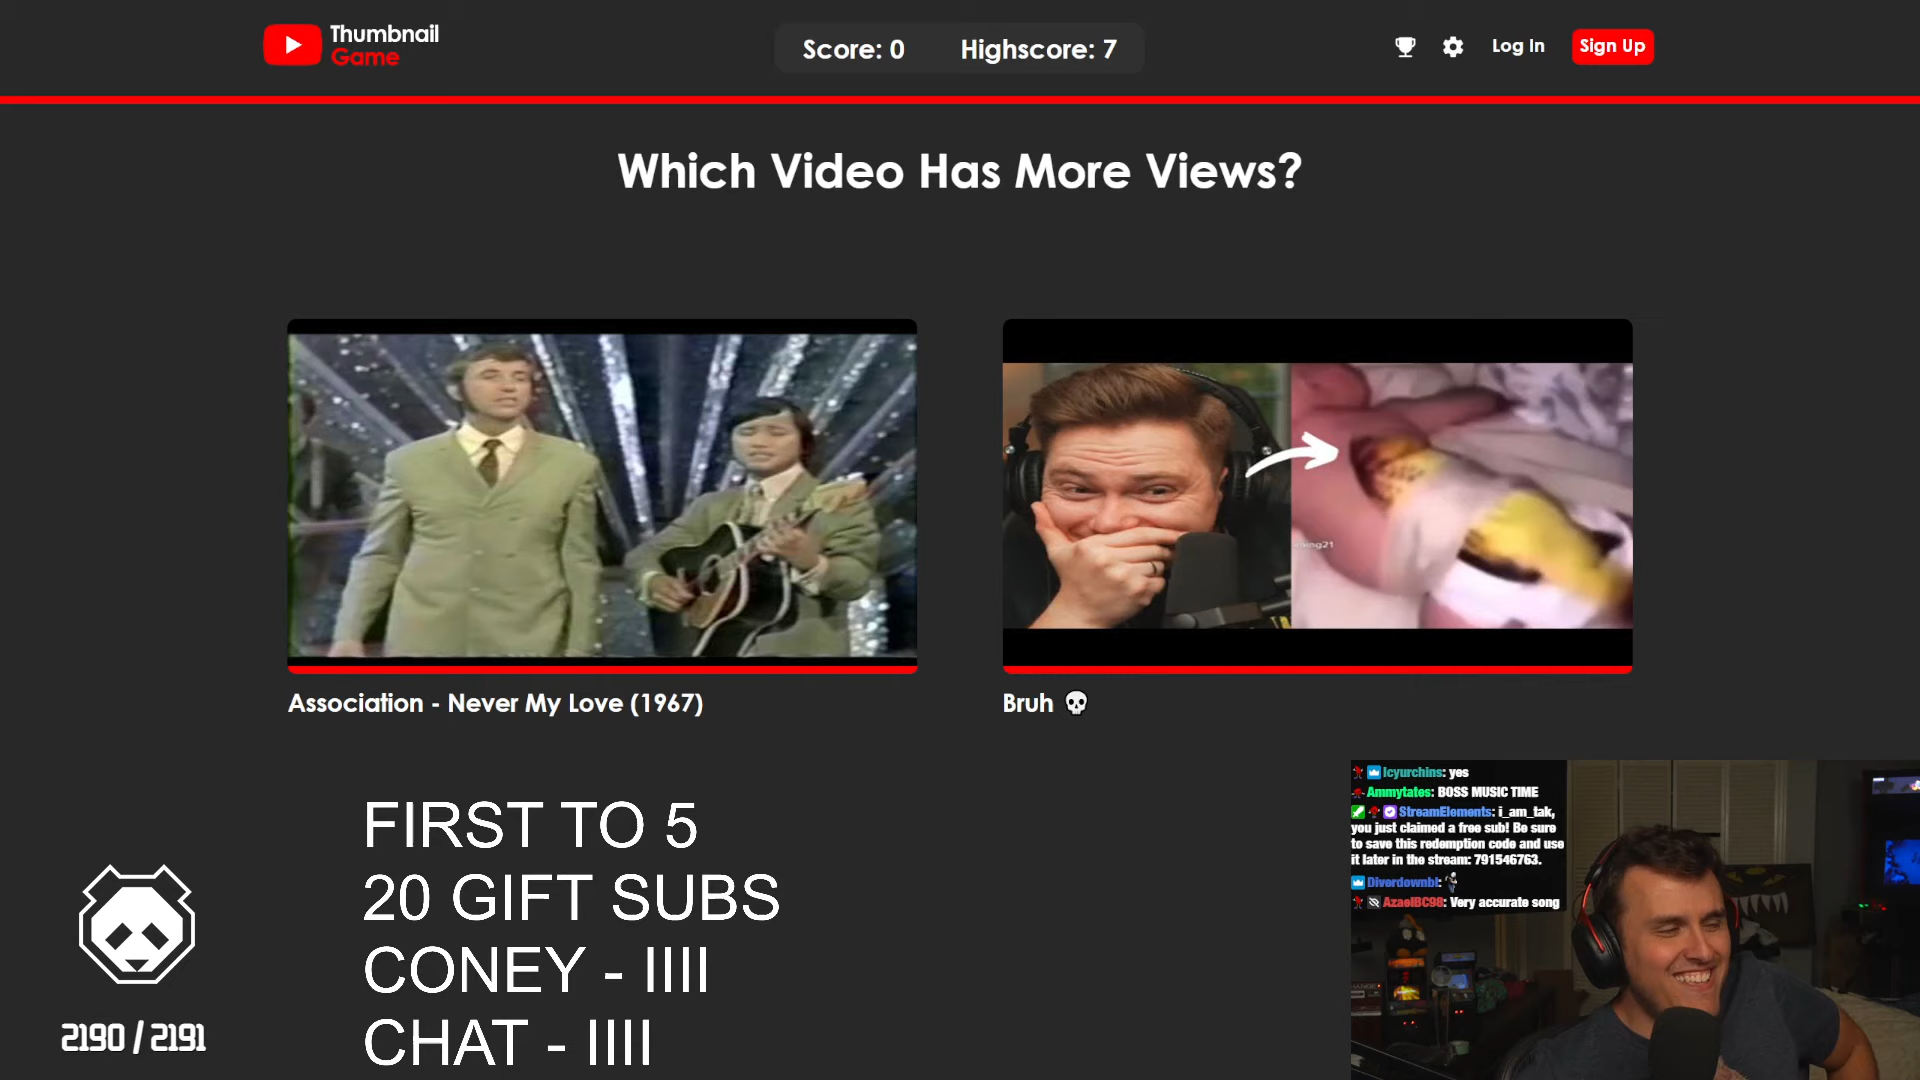 Thumbnail
Game
Score: 0
Highscore: 7
Log In
Sign Up
Which Video Has More Views?
Association - Never My Love (1967)
Bruh 💀
FIRST TO 5
20 GIFT SUBS
CONEY - IIII
CHAT - IIII
2190 / 2191
Icyurchins: yes
Ammytates: BOSS MUSIC TIME
StreamElements: i_am_tak,
you just claimed a free sub! Be sure
to save this redemption code and use
it later in the stream: 791546763.
Diverdownbl:
AzaelBC98: Very accurate song